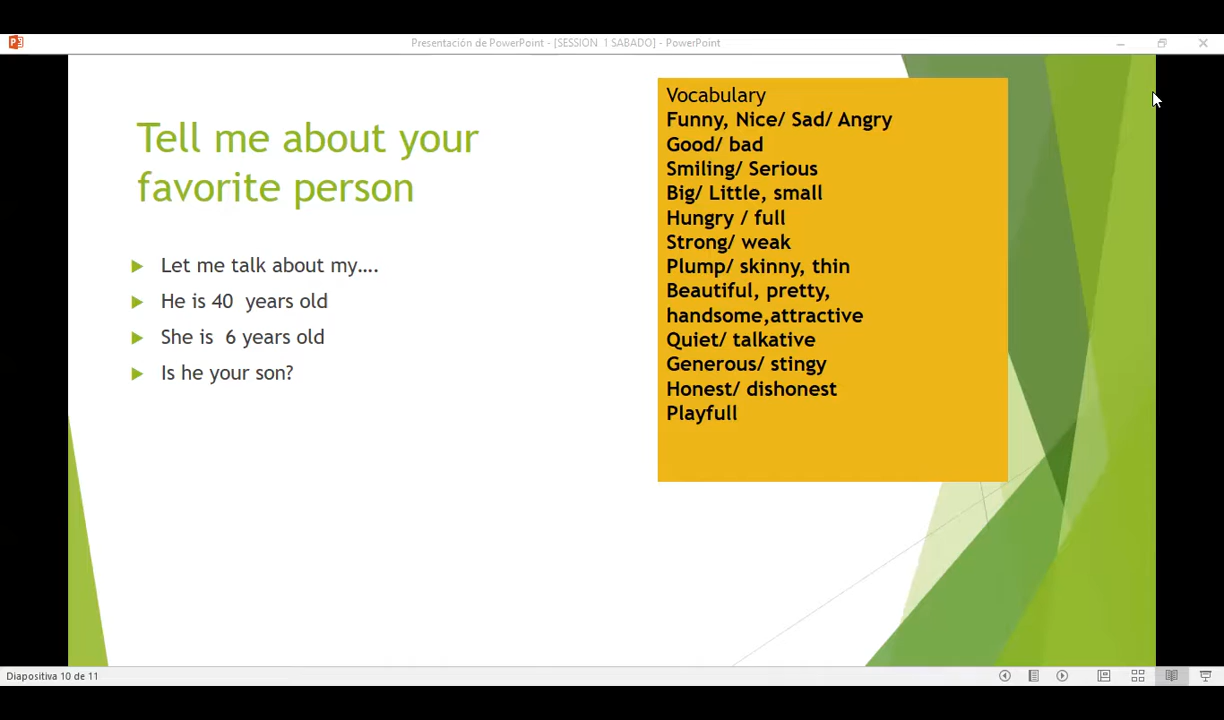 Presentación de PowerPoint - [SESSION 1 SABADO] - PowerPoint
Tell me about your
favorite person
Let me talk about my....
He is 40 years old
She is 6 years old
Is he your son?
Vocabulary
Funny, Nice/ Sad/ Angry
Good/ bad
Smiling/ Serious
Big/ Little, small
Hungry / full
Strong/ weak
Plump/ skinny, thin
Beautiful, pretty,
handsome,attractive
Quiet/ talkative
Generous/ stingy
Honest/ dishonest
Playfull
Diapositiva 10 de 11